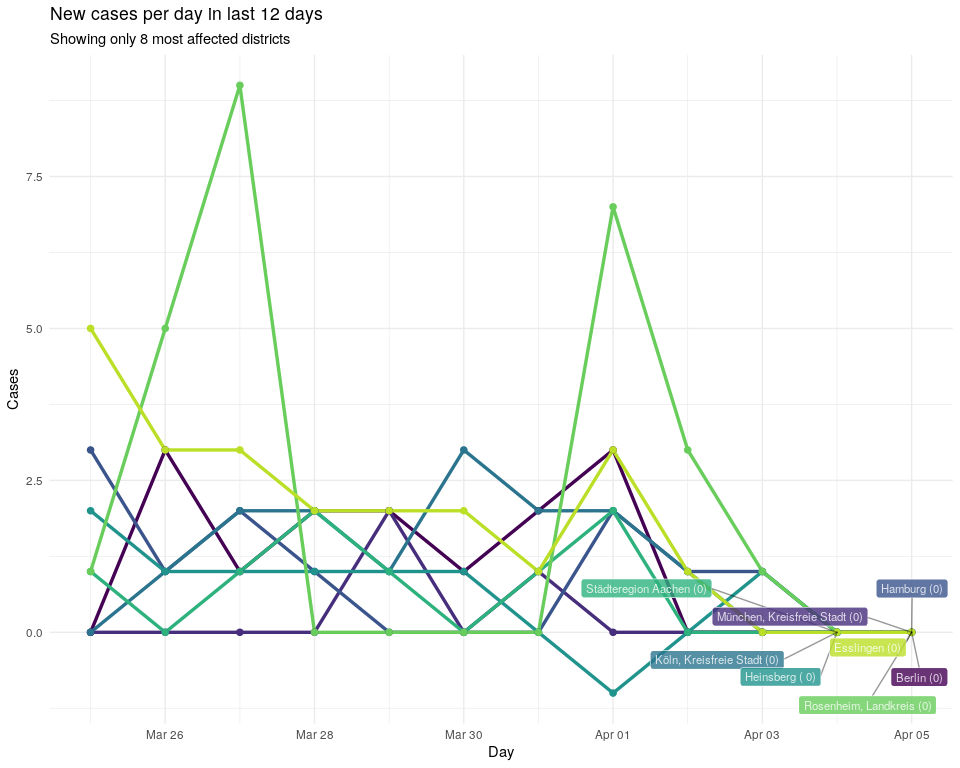 New cases per day in last 12 days
Showing only 8 most affected districts
Cases
7.5
5.0
2.5
0.0
Städteregion Aachen (0)
Hamburg (0)
München, Kreisfreie Stadt (0)
Esslingen (0)
Köln, Kreisfreie Stadt (0)
Heinsberg ( 0)
Berlin (0)
Rosenheim, Landkreis (0)
Mar 26 Mar 28 Mar 30 Apr 01 Apr 03 Apr 05
Day